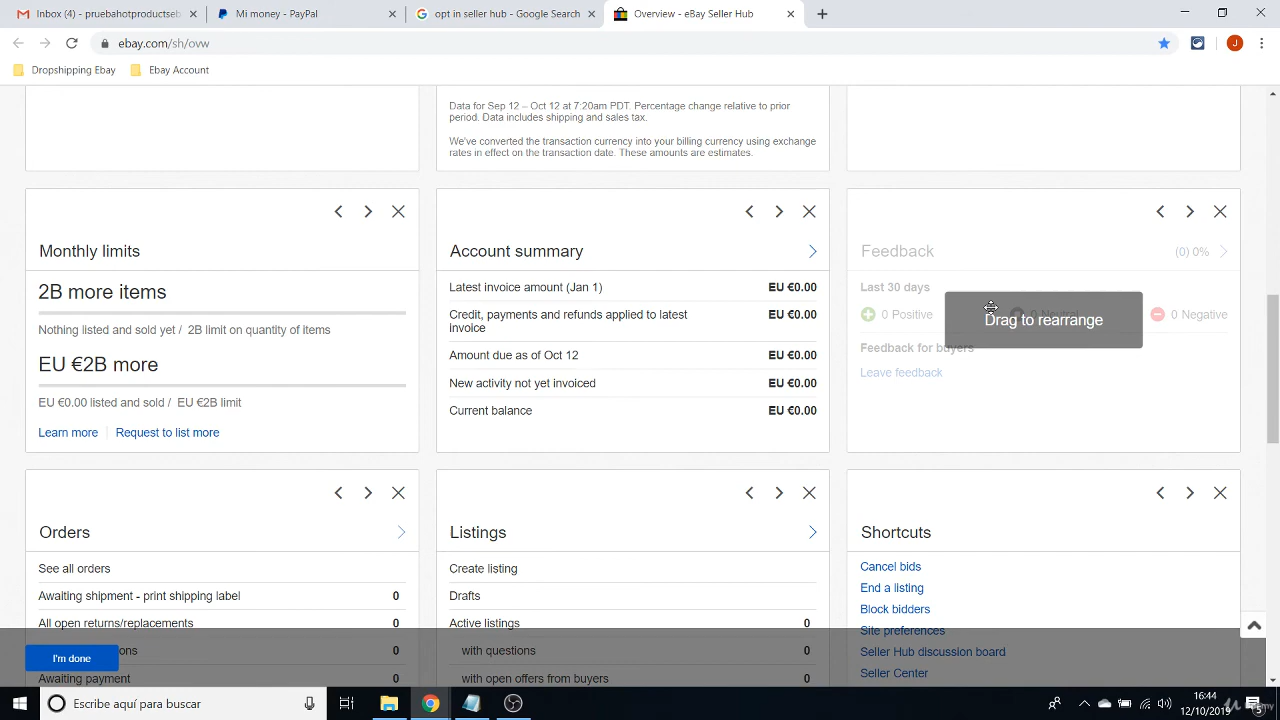 Inbox (4) - pruebahotproductseb
Mi money - PayPal
opt in seller hub - Google Search
Overview - eBay Seller Hub
ebay.com/sh/ovw
J
Dropshipping Ebay
Ebay Account
Data for Sep 12 – Oct 12 at 7:20am PDT. Percentage change relative to prior
period. Data includes shipping and sales tax.
We've converted the transaction currency into your billing currency using exchange
rates in effect on the transaction date. These amounts are estimates.
Monthly limits
2B more items
Nothing listed and sold yet / 2B limit on quantity of items
EU €2B more
EU €0.00 listed and sold / EU €2B limit
Learn more
Request to list more
Account summary
Latest invoice amount (Jan 1) EU €0.00
Credit, payments and refunds applied to latest EU €0.00
invoice
Amount due as of Oct 12 EU €0.00
New activity not yet invoiced EU €0.00
Current balance EU €0.00
Feedback (0) 0%
Last 30 days
0 Positive 0 Neutral 0 Negative
Drag to rearrange
Feedback for buyers
Leave feedback
Orders
See all orders
Awaiting shipment - print shipping label 0
All open returns/replacements 0
ons 0
Awaiting payment 0
Listings
Create listing
Drafts
Active listings 0
with questions 0
with open offers from buyers 0
Shortcuts
Cancel bids
End a listing
Block bidders
Site preferences
Seller Hub discussion board
Seller Center
I'm done
Escribe aquí para buscar
16:44
12/10/2019
5